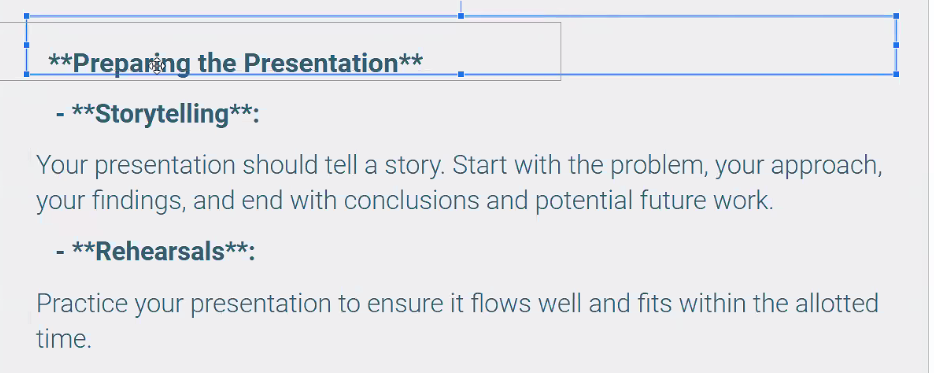 **Preparing the Presentation**
- **Storytelling**:
Your presentation should tell a story. Start with the problem, your approach,
your findings, and end with conclusions and potential future work.
- **Rehearsals**:
Practice your presentation to ensure it flows well and fits within the allotted
time.